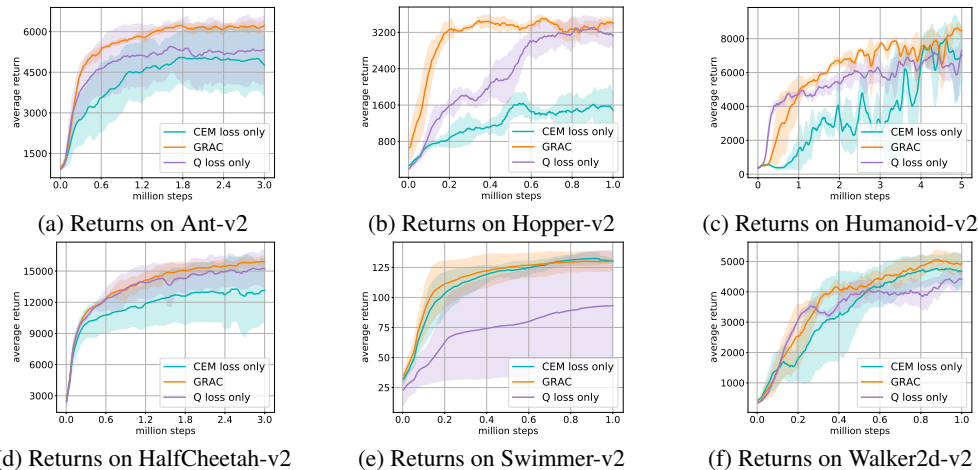 6000
4500
3000
1500
average return
CEM loss only
GRAC
Q loss only
0.0 0.6 1.2 1.8 2.4 3.0
million steps
(a) Returns on Ant-v2
3200
2400
1600
800
average return
CEM loss only
GRAC
Q loss only
0.0 0.2 0.4 0.6 0.8 1.0
million steps
(b) Returns on Hopper-v2
8000
6000
4000
2000
0
average return
CEM loss only
GRAC
Q loss only
0 1 2 3 4 5
million steps
(c) Returns on Humanoid-v2
15000
12000
9000
6000
3000
average return
CEM loss only
GRAC
Q loss only
0.0 0.6 1.2 1.8 2.4 3.0
million steps
(d) Returns on HalfCheetah-v2
125
100
75
50
25
average return
CEM loss only
GRAC
Q loss only
0.0 0.2 0.4 0.6 0.8 1.0
million steps
(e) Returns on Swimmer-v2
5000
4000
3000
2000
1000
average return
CEM loss only
GRAC
Q loss only
0.0 0.2 0.4 0.6 0.8 1.0
million steps
(f) Returns on Walker2d-v2